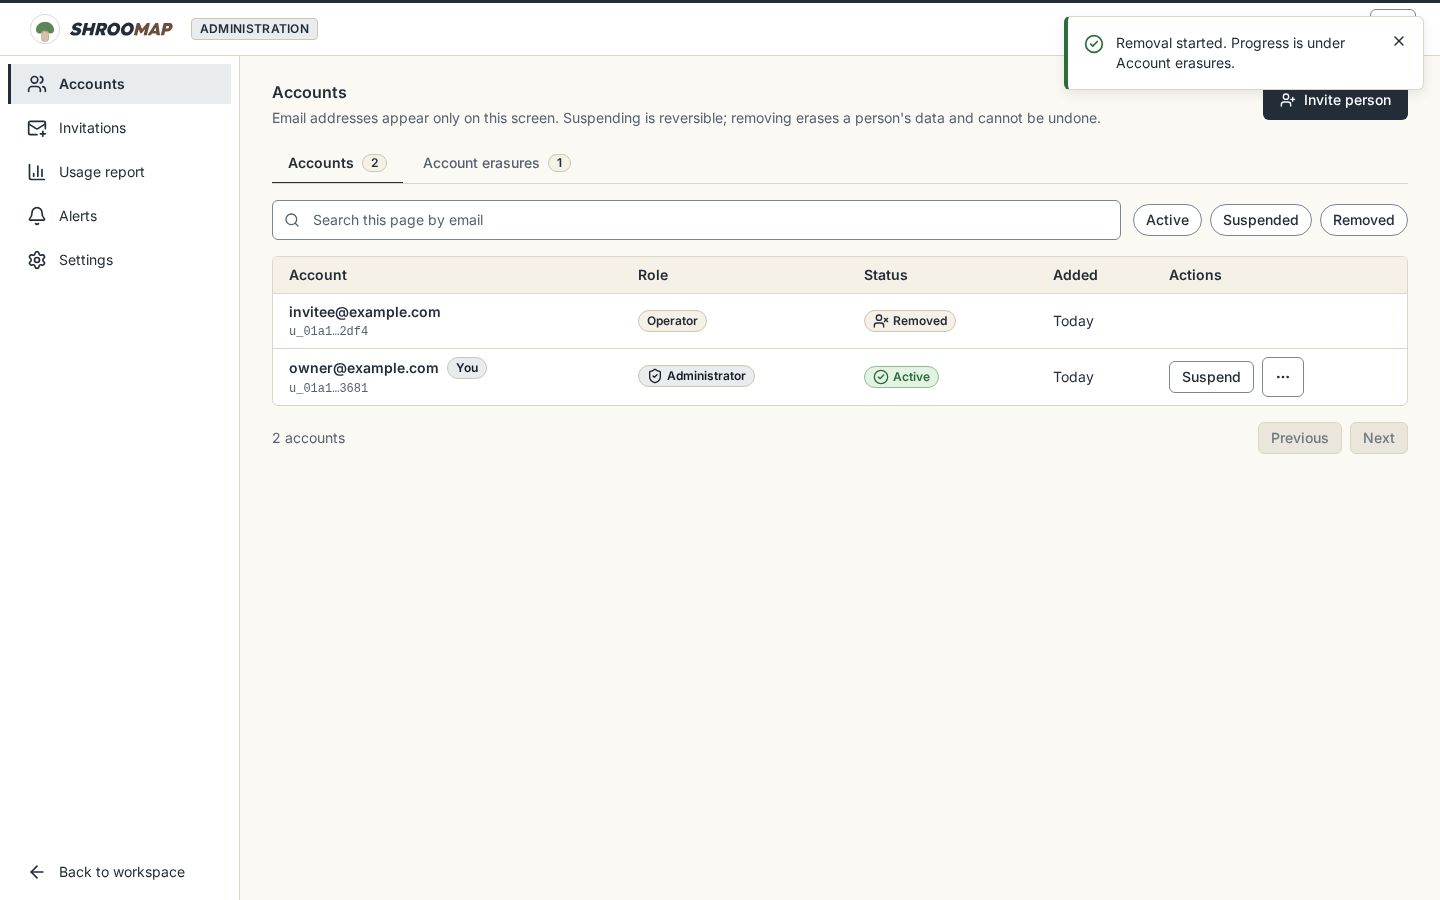 SHROOMAP ADMINISTRATION
Removal started. Progress is under
Account erasures.
Accounts
Invitations
Usage report
Alerts
Settings
Back to workspace
Accounts
Email addresses appear only on this screen. Suspending is reversible; removing erases a person's data and cannot be undone.
Invite person
Accounts 2 Account erasures 1
Search this page by email
Active Suspended Removed
Account Role Status Added Actions
invitee@example.com Operator Removed Today
u_01a1…2df4
owner@example.com You Administrator Active Today Suspend
u_01a1…3681
2 accounts Previous Next